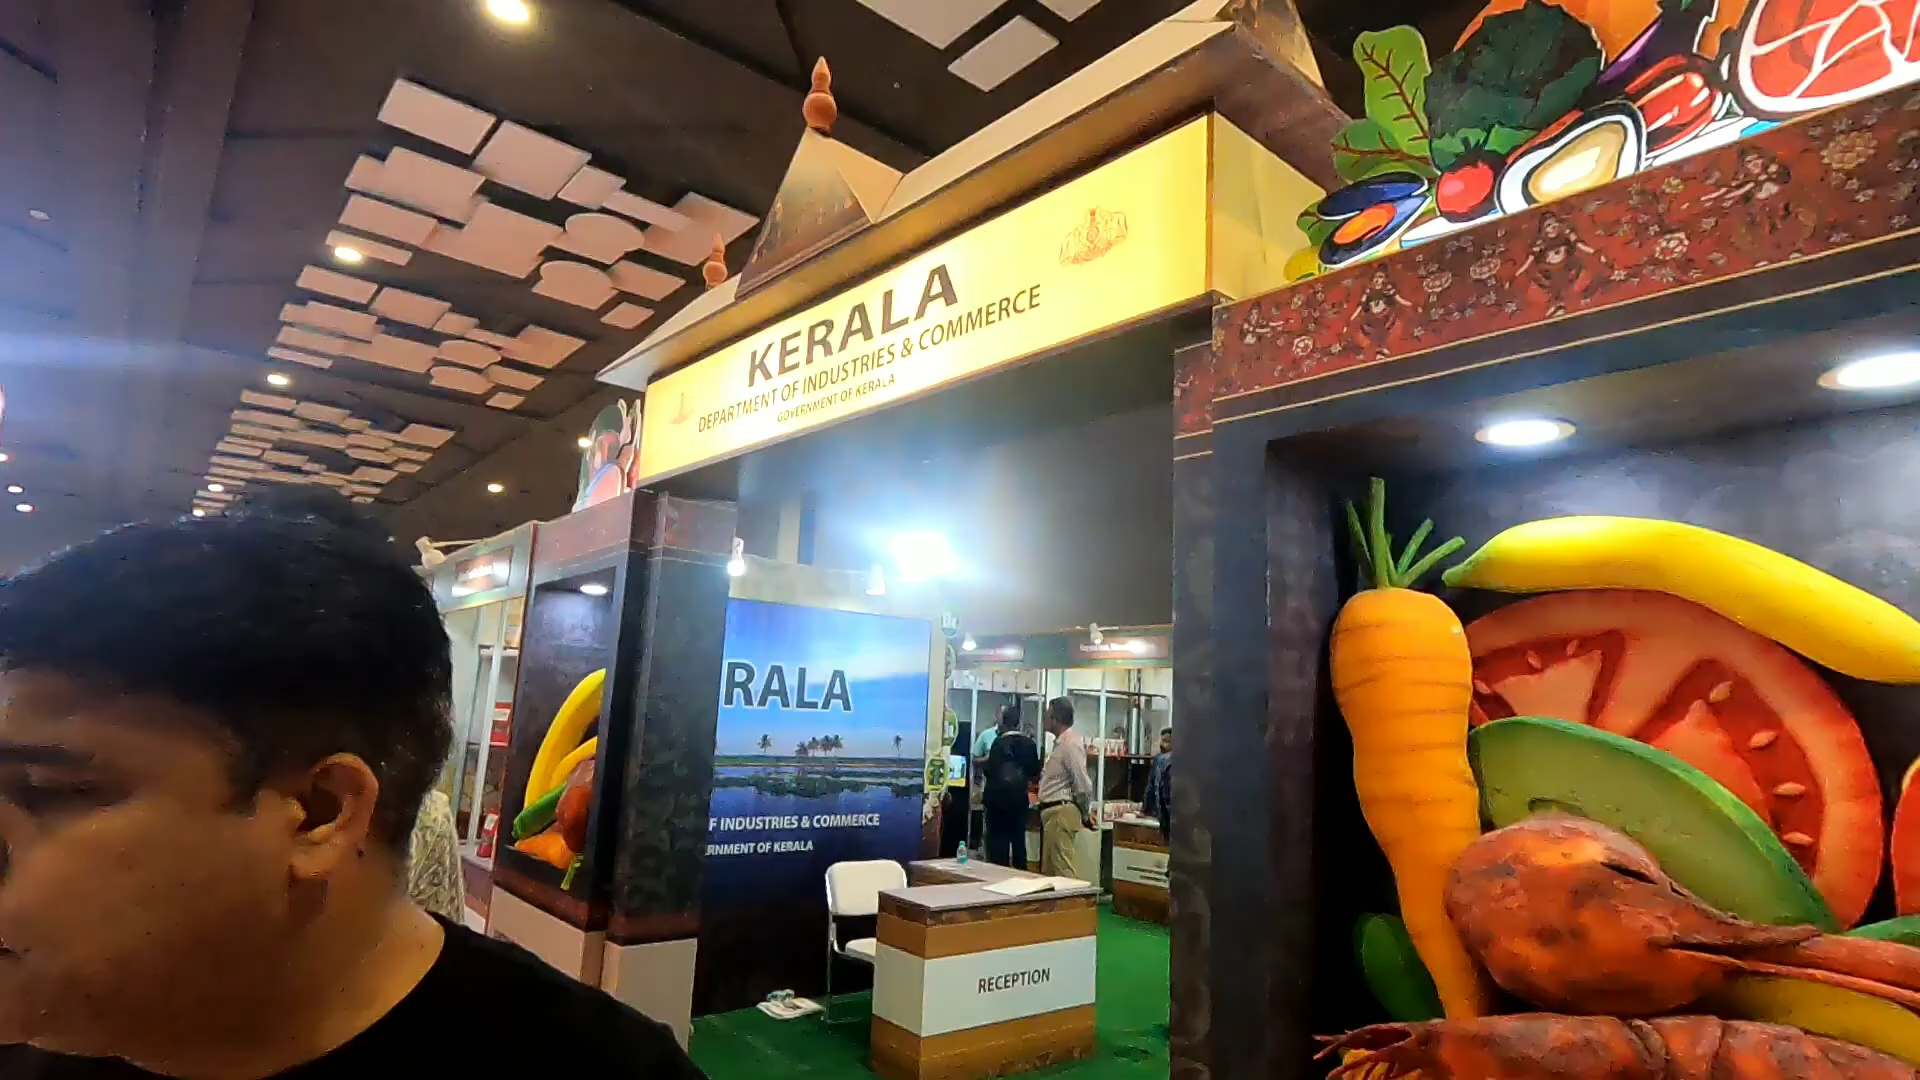 KERALA
DEPARTMENT OF INDUSTRIES & COMMERCE
GOVERNMENT OF KERALA
RALA
F INDUSTRIES & COMMERCE
RNMENT OF KERALA
RECEPTION